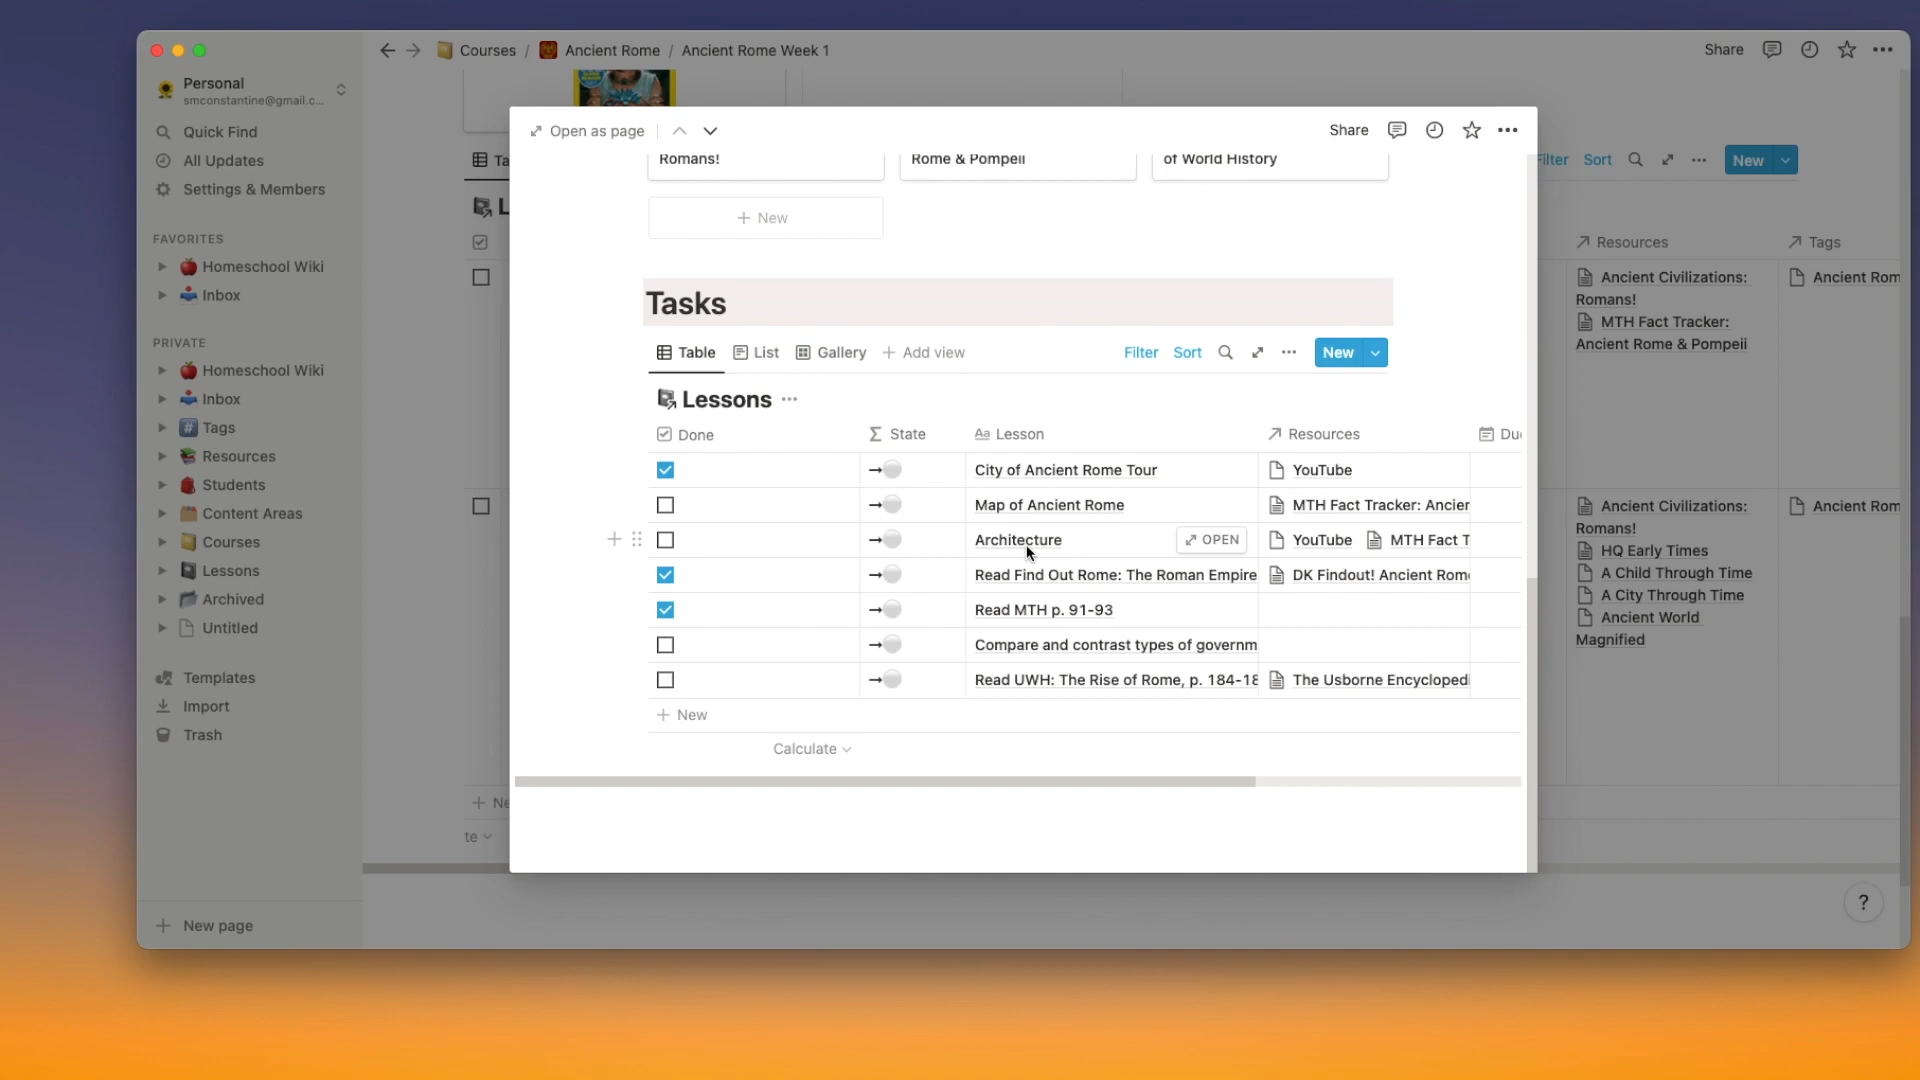 Courses / Ancient Rome / Ancient Rome Week 1
Share
Personal
smconstantine@gmail.c...
Quick Find
All Updates
Settings & Members
FAVORITES
Homeschool Wiki
Inbox
PRIVATE
Homeschool Wiki
Inbox
Tags
Resources
Students
Content Areas
Courses
Lessons
Archived
Untitled
Templates
Import
Trash
New page
Open as page
Share
Romans!
Rome & Pompeii
of World History
+ New
Tasks
Table List Gallery + Add view
Filter Sort New
Lessons
Done State Lesson Resources Du
City of Ancient Rome Tour YouTube
Map of Ancient Rome MTH Fact Tracker: Ancier
Architecture OPEN YouTube MTH Fact T
Read Find Out Rome: The Roman Empire DK Findout! Ancient Rome
Read MTH p. 91-93
Compare and contrast types of governm
Read UWH: The Rise of Rome, p. 184-18 The Usborne Encyclopedi
+ New
Calculate
Ta
L
+ Ne
te
ilter Sort New
Resources Tags
Ancient Civilizations: Ancient Rom
Romans!
MTH Fact Tracker:
Ancient Rome & Pompeii
Ancient Civilizations: Ancient Rom
Romans!
HQ Early Times
A Child Through Time
A City Through Time
Ancient World
Magnified
?